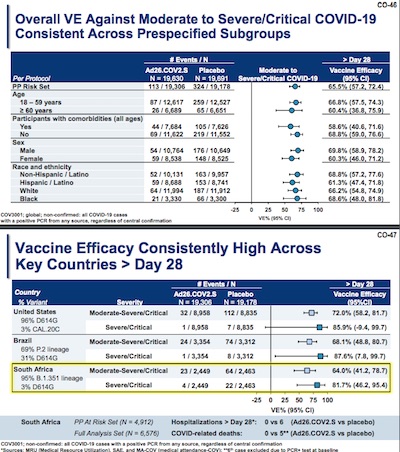 CO-46
Overall VE Against Moderate to Severe/Critical COVID-19
Consistent Across Prespecified Subgroups
# Events / N > Day 28
Ad26.COV2.S Placebo Moderate to Vaccine Efficacy
Per Protocol N = 19,630 N = 19,691 Severe/Critical COVID-19 (95% CI)
PP Risk Set 113 / 19,306 324 / 19,178 65.5% (57.2, 72.4)
Age
18 – 59 years 87 / 12,617 259 / 12,527 66.8% (57.5, 74.3)
≥ 60 years 26 / 6,689 65 / 6,651 60.4% (36.8, 75.9)
Participants with comorbidities (all ages)
Yes 44 / 7,684 105 / 7,626 58.6% (40.6, 71.6)
No 69 / 11,622 219 / 11,552 68.8% (59.0, 76.6)
Sex
Male 54 / 10,764 176 / 10,649 69.8% (58.9, 78.2)
Female 59 / 8,538 148 / 8,525 60.3% (46.0, 71.2)
Race and ethnicity
Non-Hispanic / Latino 52 / 10,131 163 / 9,957 68.8% (57.2, 77.6)
Hispanic / Latino 59 / 8,688 153 / 8,741 61.3% (47.4, 71.8)
White 64 / 11,994 187 / 11,912 66.2% (54.8, 74.9)
Black 21 / 3,330 66 / 3,300 68.6% (48.0, 81.8)
-25 0 25 50 75 100
VE% (95% CI)
COV3001; global; non-confirmed: all COVID-19 cases
with a positive PCR from any source, regardless of central confirmation
CO-47
Vaccine Efficacy Consistently High Across
Key Countries > Day 28
# Events / N > Day 28
Country Ad26.COV2.S Placebo Vaccine Efficacy
% Variant Severity N = 19,306 N = 19,178 (95% CI)
United States Moderate-Severe/Critical 32 / 8,958 112 / 8,835 72.0% (58.2, 81.7)
96% D614G
3% CAL.20C Severe/Critical 1 / 8,958 7 / 8,835 85.9% (-9.4, 99.7)
Brazil Moderate-Severe/Critical 24 / 3,354 74 / 3,312 68.1% (48.8, 80.7)
69% P.2 lineage
31% D614G Severe/Critical 1 / 3,354 8 / 3,312 87.6% (7.8, 99.7)
South Africa Moderate-Severe/Critical 23 / 2,449 64 / 2,463 64.0% (41.2, 78.7)
95% B.1.351 lineage
3% D614G Severe/Critical 4 / 2,449 22 / 2,463 81.7% (46.2, 95.4)
-25 0 25 50 75 100
VE% (95% CI)
South Africa PP At Risk Set (N = 4,912) Hospitalizations > Day 28*: 0 vs 6 (Ad26.COV2.S vs placebo)
Full Analysis Set (N = 6,576) COVID-related deaths: 0 vs 5** (Ad26.COV2.S vs placebo)
COV3001; non-confirmed: all COVID-19 cases with a positive PCR from any source, regardless of central confirmation
*Sources: MRU (Medical Resource Utilization), SAE, and MA-COV (medical attendance-COV); **"6" case excluded due to PCR+ test at baseline